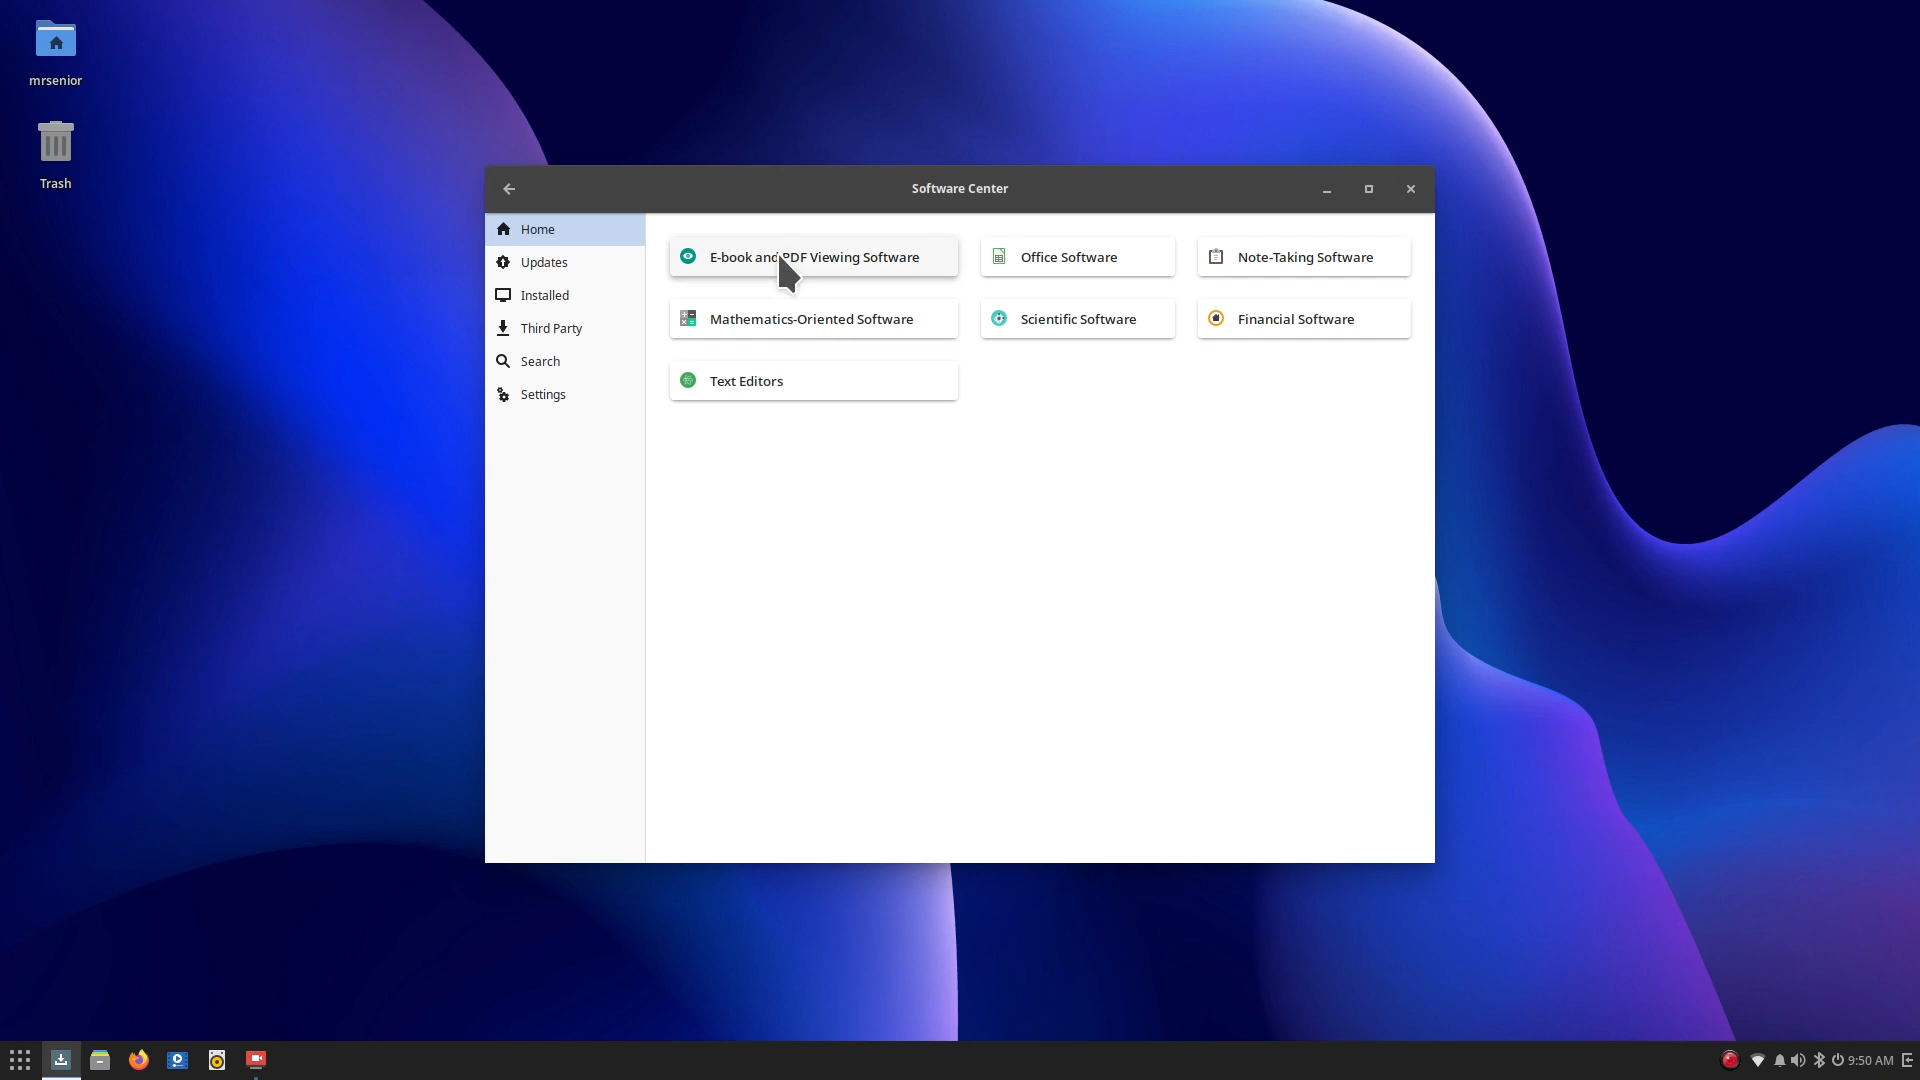 mrsenior
Trash
Software Center
Home
Updates
Installed
Third Party
Search
Settings
E-book and PDF Viewing Software
Office Software
Note-Taking Software
Mathematics-Oriented Software
Scientific Software
Financial Software
Text Editors
9:50 AM